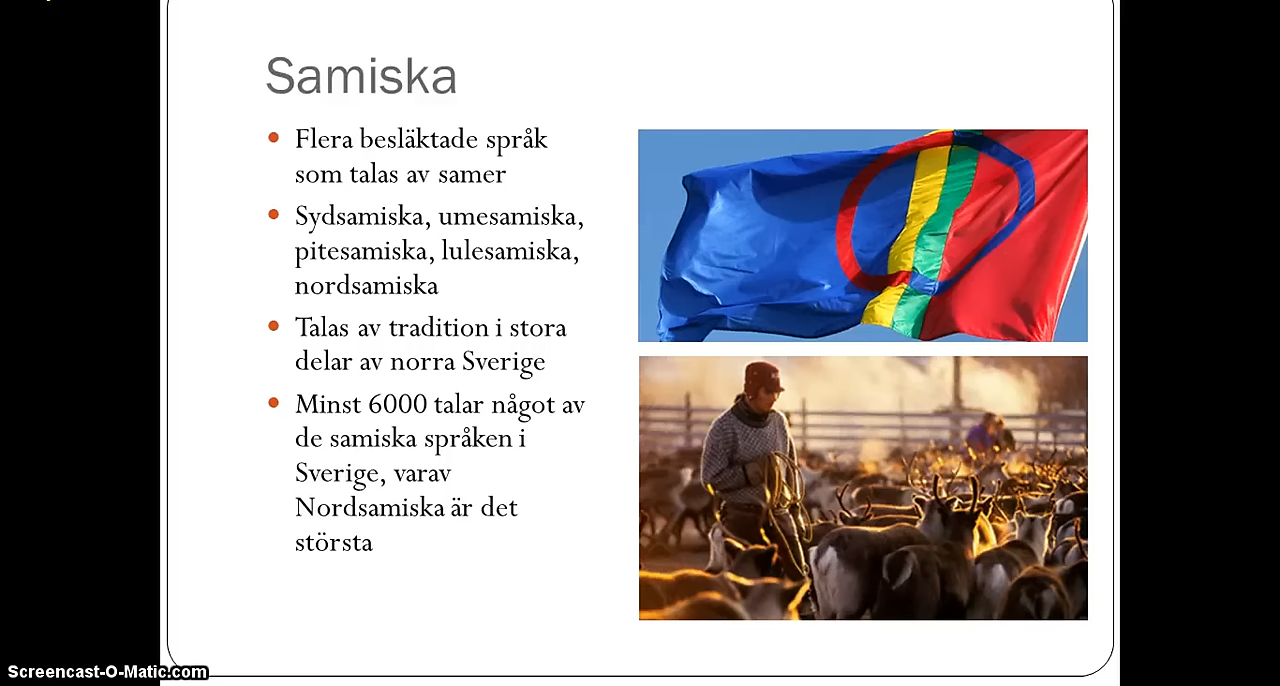 Samiska
Flera besläktade språk
som talas av samer
Sydsamiska, umesamiska,
pitesamiska, lulesamiska,
nordsamiska
Talas av tradition i stora
delar av norra Sverige
Minst 6000 talar något av
de samiska språken i
Sverige, varav
Nordsamiska är det
största
Screencast-O-Matic.com